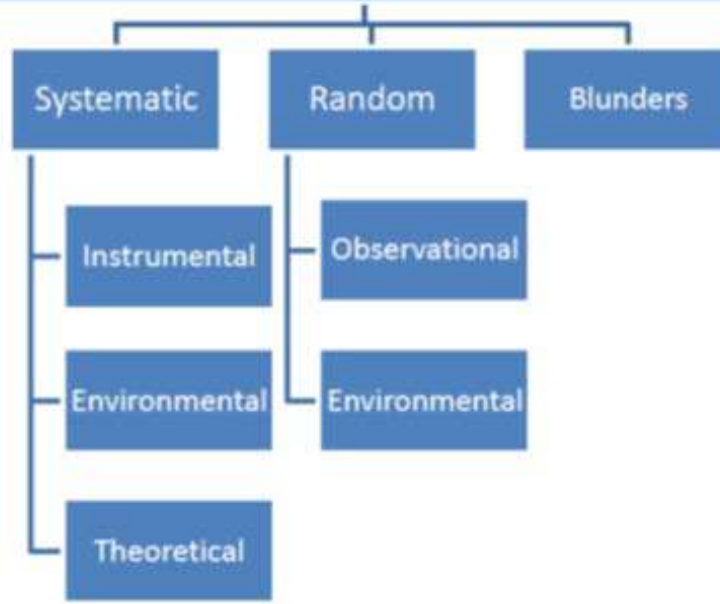 Systematic
Random
Blunders
Instrumental
Observational
Environmental
Environmental
Theoretical